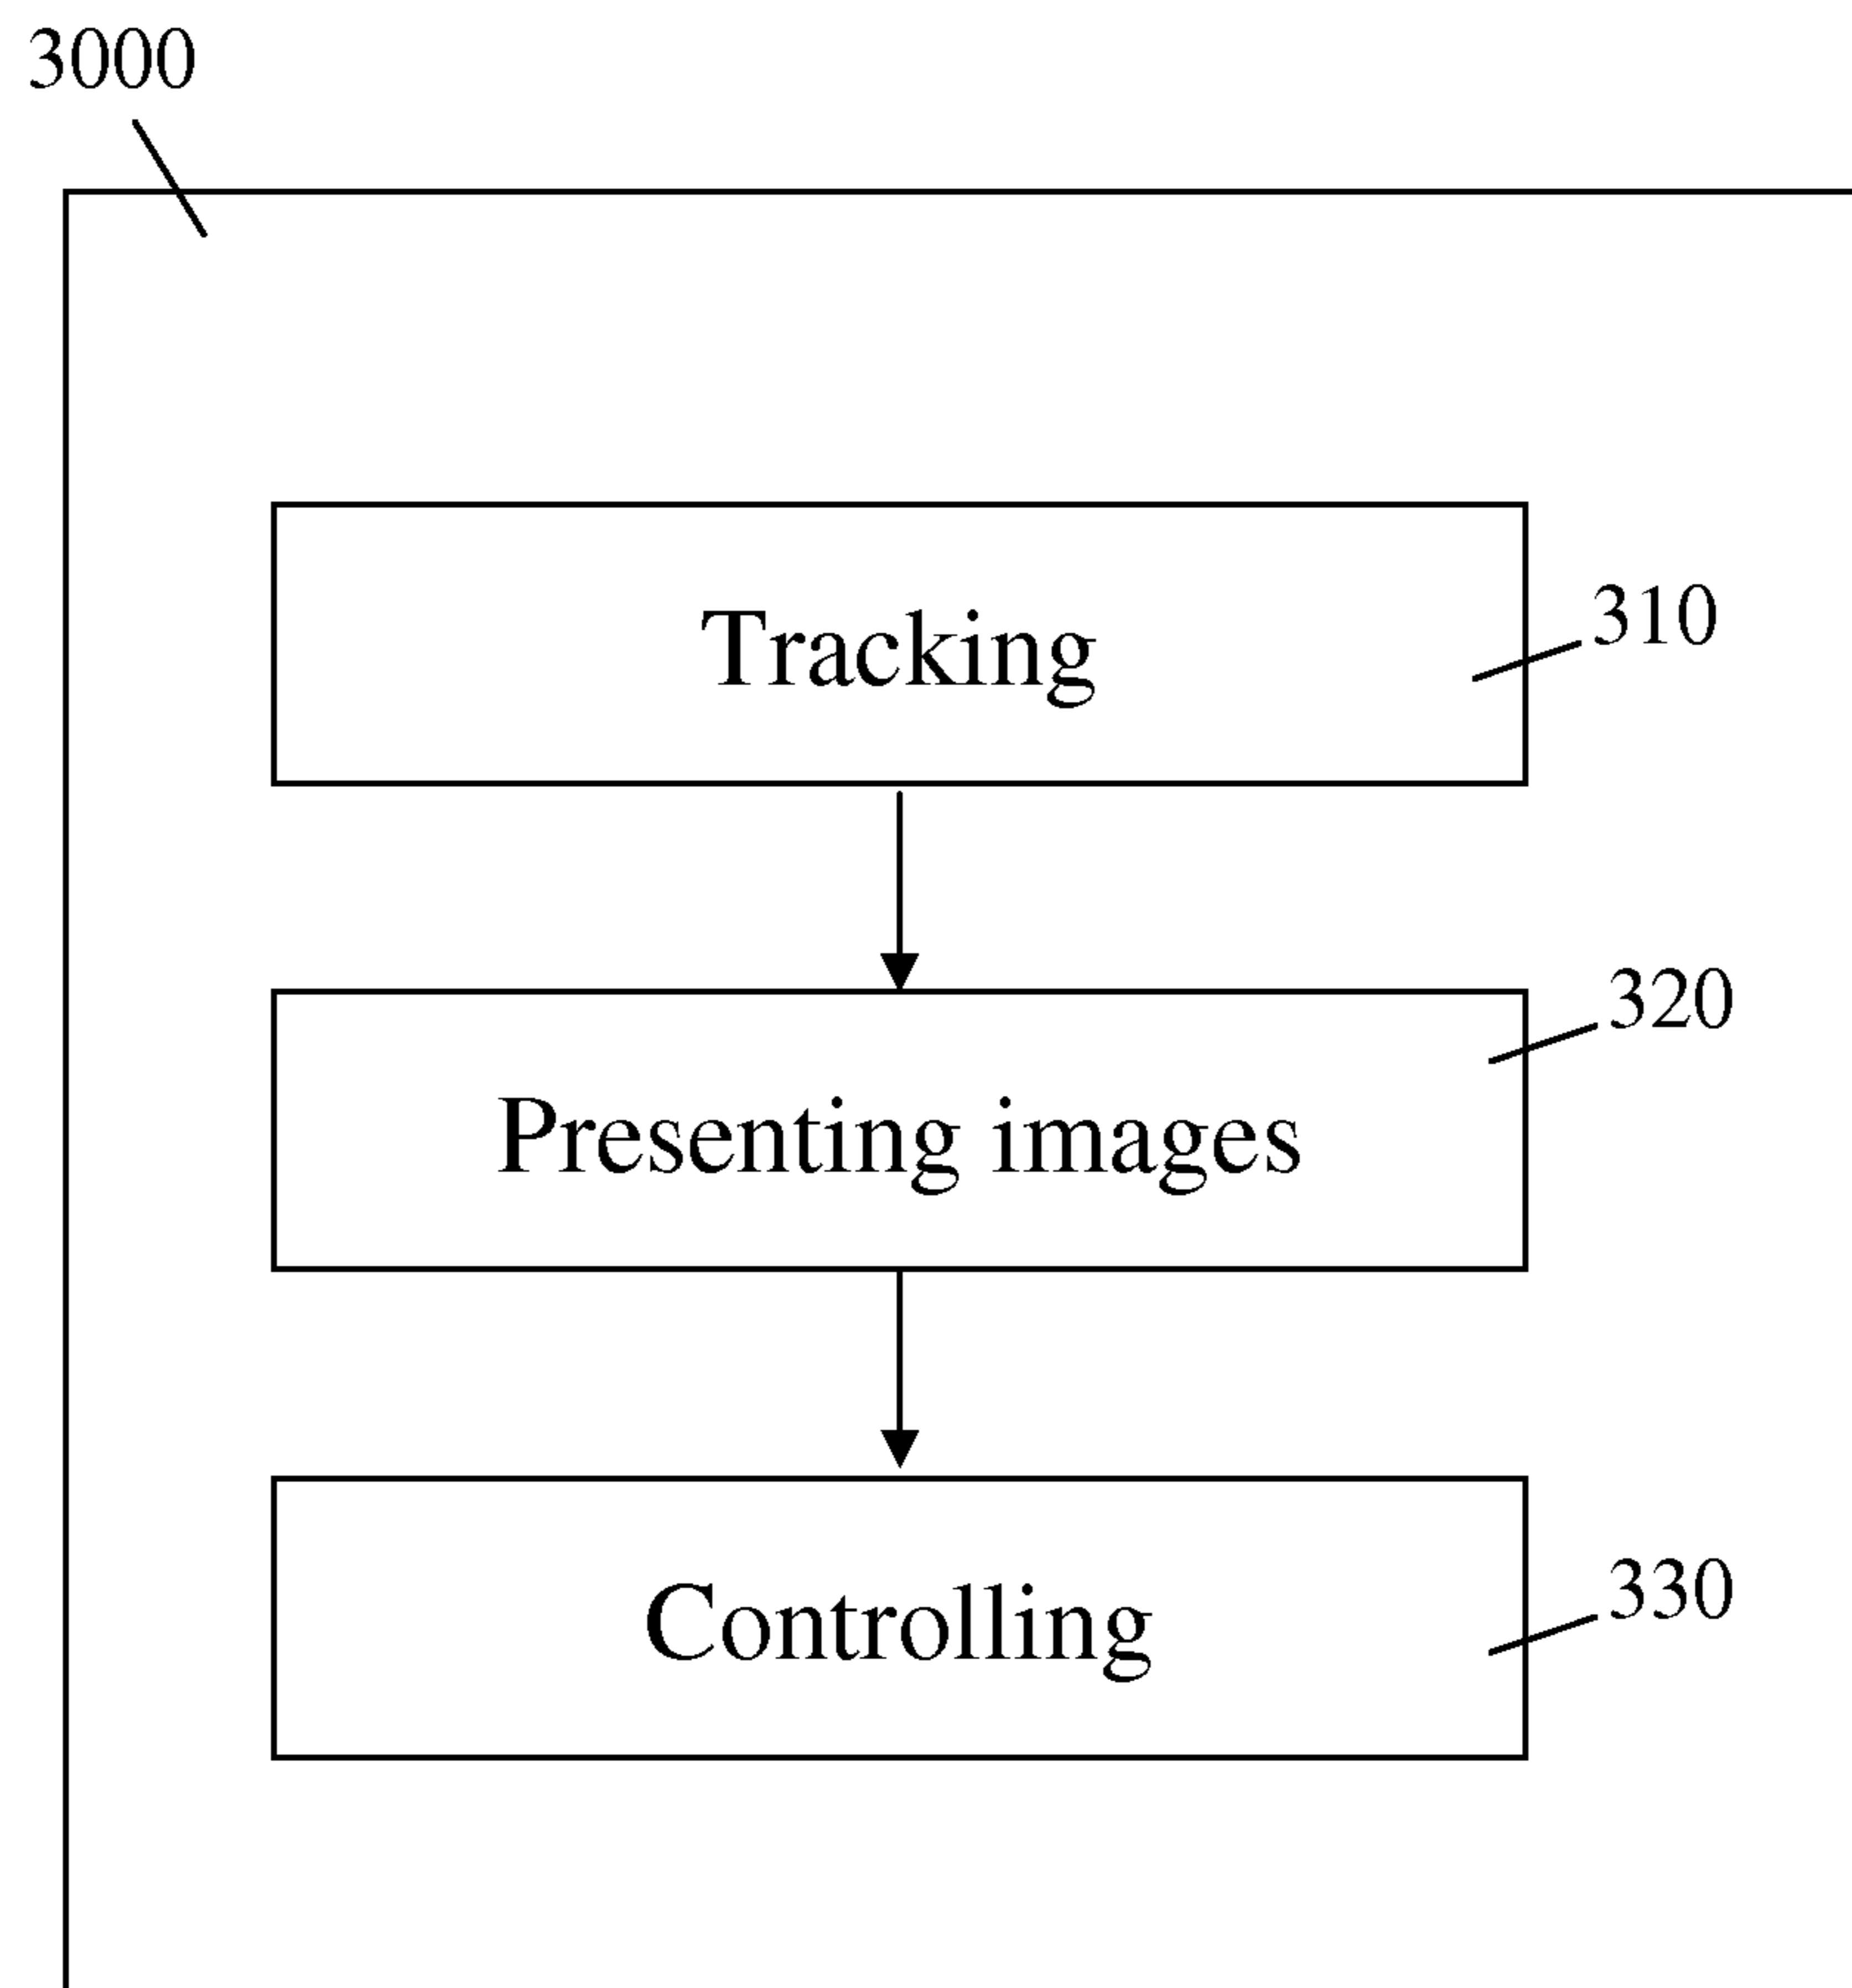 3000
Tracking
310
320
Presenting images
330
Controlling